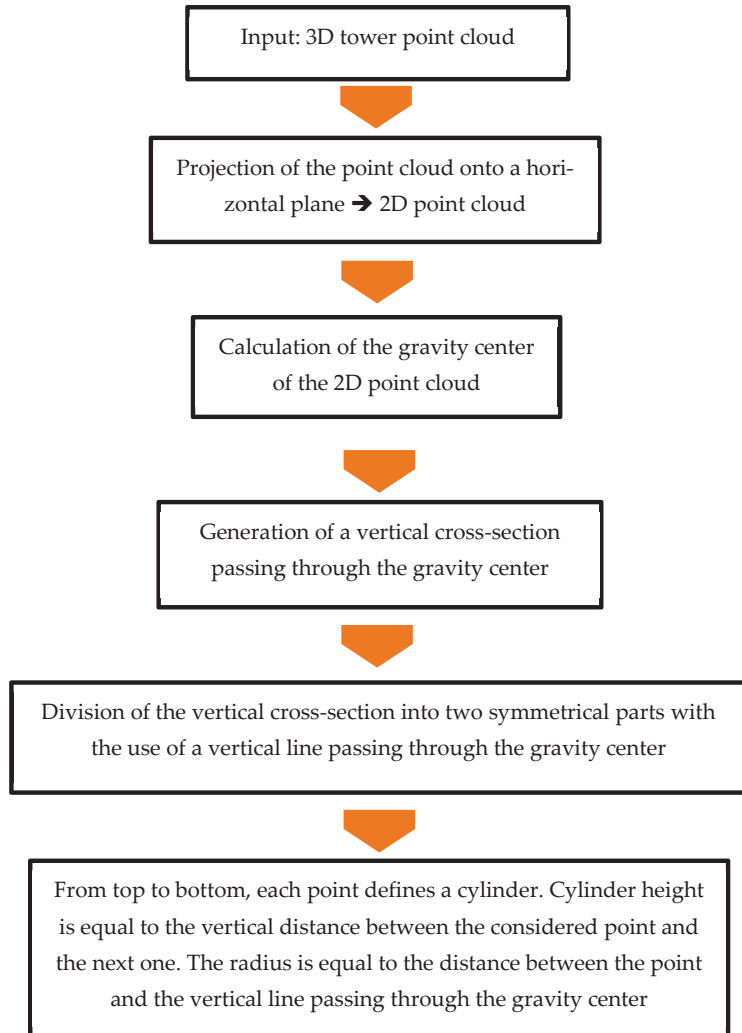 Input: 3D tower point cloud
Projection of the point cloud onto a hori-
zontal plane ➔ 2D point cloud
Calculation of the gravity center
of the 2D point cloud
Generation of a vertical cross-section
passing through the gravity center
Division of the vertical cross-section into two symmetrical parts with
the use of a vertical line passing through the gravity center
From top to bottom, each point defines a cylinder. Cylinder height
is equal to the vertical distance between the considered point and
the next one. The radius is equal to the distance between the point
and the vertical line passing through the gravity center